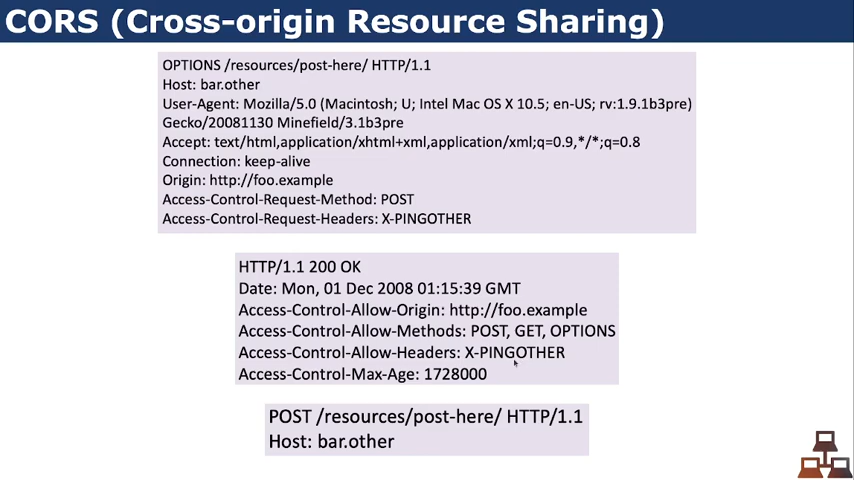 CORS (Cross-origin Resource Sharing)
OPTIONS /resources/post-here/ HTTP/1.1
Host: bar.other
User-Agent: Mozilla/5.0 (Macintosh; U; Intel Mac OS X 10.5; en-US; rv:1.9.1b3pre)
Gecko/20081130 Minefield/3.1b3pre
Accept: text/html,application/xhtml+xml,application/xml;q=0.9,*/*;q=0.8
Connection: keep-alive
Origin: http://foo.example
Access-Control-Request-Method: POST
Access-Control-Request-Headers: X-PINGOTHER
HTTP/1.1 200 OK
Date: Mon, 01 Dec 2008 01:15:39 GMT
Access-Control-Allow-Origin: http://foo.example
Access-Control-Allow-Methods: POST, GET, OPTIONS
Access-Control-Allow-Headers: X-PINGOTHER
Access-Control-Max-Age: 1728000
POST /resources/post-here/ HTTP/1.1
Host: bar.other